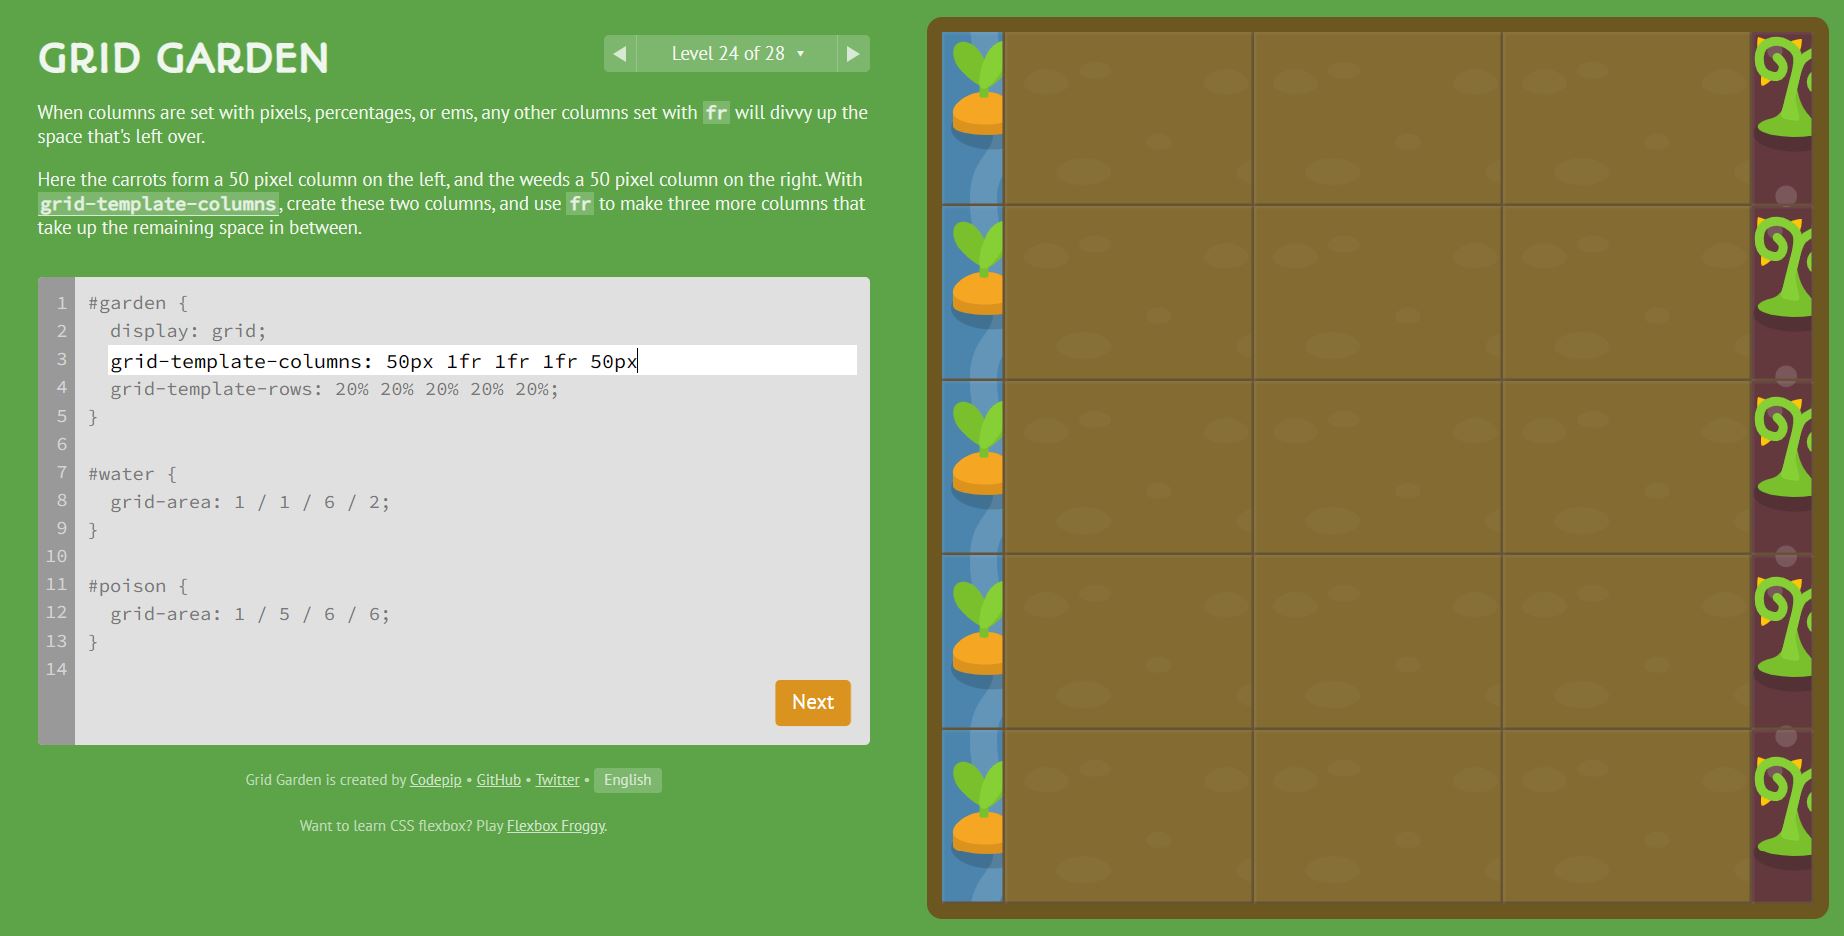 GRID GARDEN
◀ Level 24 of 28 ▾ ▶
When columns are set with pixels, percentages, or ems, any other columns set with fr will divvy up the
space that's left over.
Here the carrots form a 50 pixel column on the left, and the weeds a 50 pixel column on the right. With
grid-template-columns, create these two columns, and use fr to make three more columns that
take up the remaining space in between.
1 #garden {
2 display: grid;
3 grid-template-columns: 50px 1fr 1fr 1fr 50px
4 grid-template-rows: 20% 20% 20% 20% 20%;
5 }
6
7 #water {
8 grid-area: 1 / 1 / 6 / 2;
9 }
10
11 #poison {
12 grid-area: 1 / 5 / 6 / 6;
13 }
14
Next
Grid Garden is created by Codepip • GitHub • Twitter • English
Want to learn CSS flexbox? Play Flexbox Froggy.